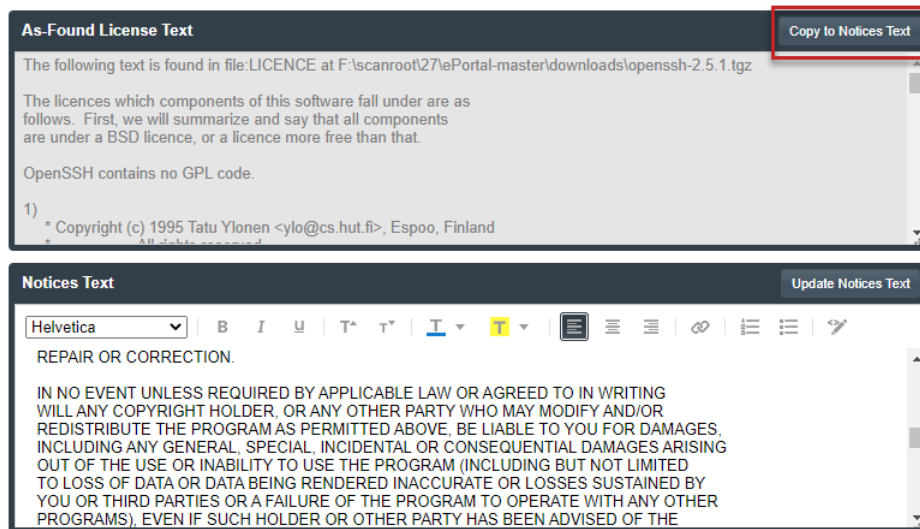 As-Found License Text
Copy to Notices Text
The following text is found in file:LICENCE at F:\scanroot\27\ePortal-master\downloads\openssh-2.5.1.tgz
The licences which components of this software fall under are as
follows.  First, we will summarize and say that all components
are under a BSD licence, or a licence more free than that.
OpenSSH contains no GPL code.
1)
* Copyright (c) 1995 Tatu Ylonen <ylo@cs.hut.fi>, Espoo, Finland
* All rights reserved
Notices Text
Update Notices Text
Helvetica B I U T T T T
REPAIR OR CORRECTION.
IN NO EVENT UNLESS REQUIRED BY APPLICABLE LAW OR AGREED TO IN WRITING
WILL ANY COPYRIGHT HOLDER, OR ANY OTHER PARTY WHO MAY MODIFY AND/OR
REDISTRIBUTE THE PROGRAM AS PERMITTED ABOVE, BE LIABLE TO YOU FOR DAMAGES,
INCLUDING ANY GENERAL, SPECIAL, INCIDENTAL OR CONSEQUENTIAL DAMAGES ARISING
OUT OF THE USE OR INABILITY TO USE THE PROGRAM (INCLUDING BUT NOT LIMITED
TO LOSS OF DATA OR DATA BEING RENDERED INACCURATE OR LOSSES SUSTAINED BY
YOU OR THIRD PARTIES OR A FAILURE OF THE PROGRAM TO OPERATE WITH ANY OTHER
PROGRAMS), EVEN IF SUCH HOLDER OR OTHER PARTY HAS BEEN ADVISED OF THE